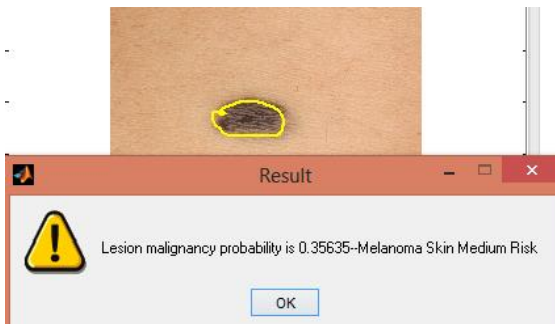 Result
Lesion malignancy probability is 0.35635--Melanoma Skin Medium Risk
OK